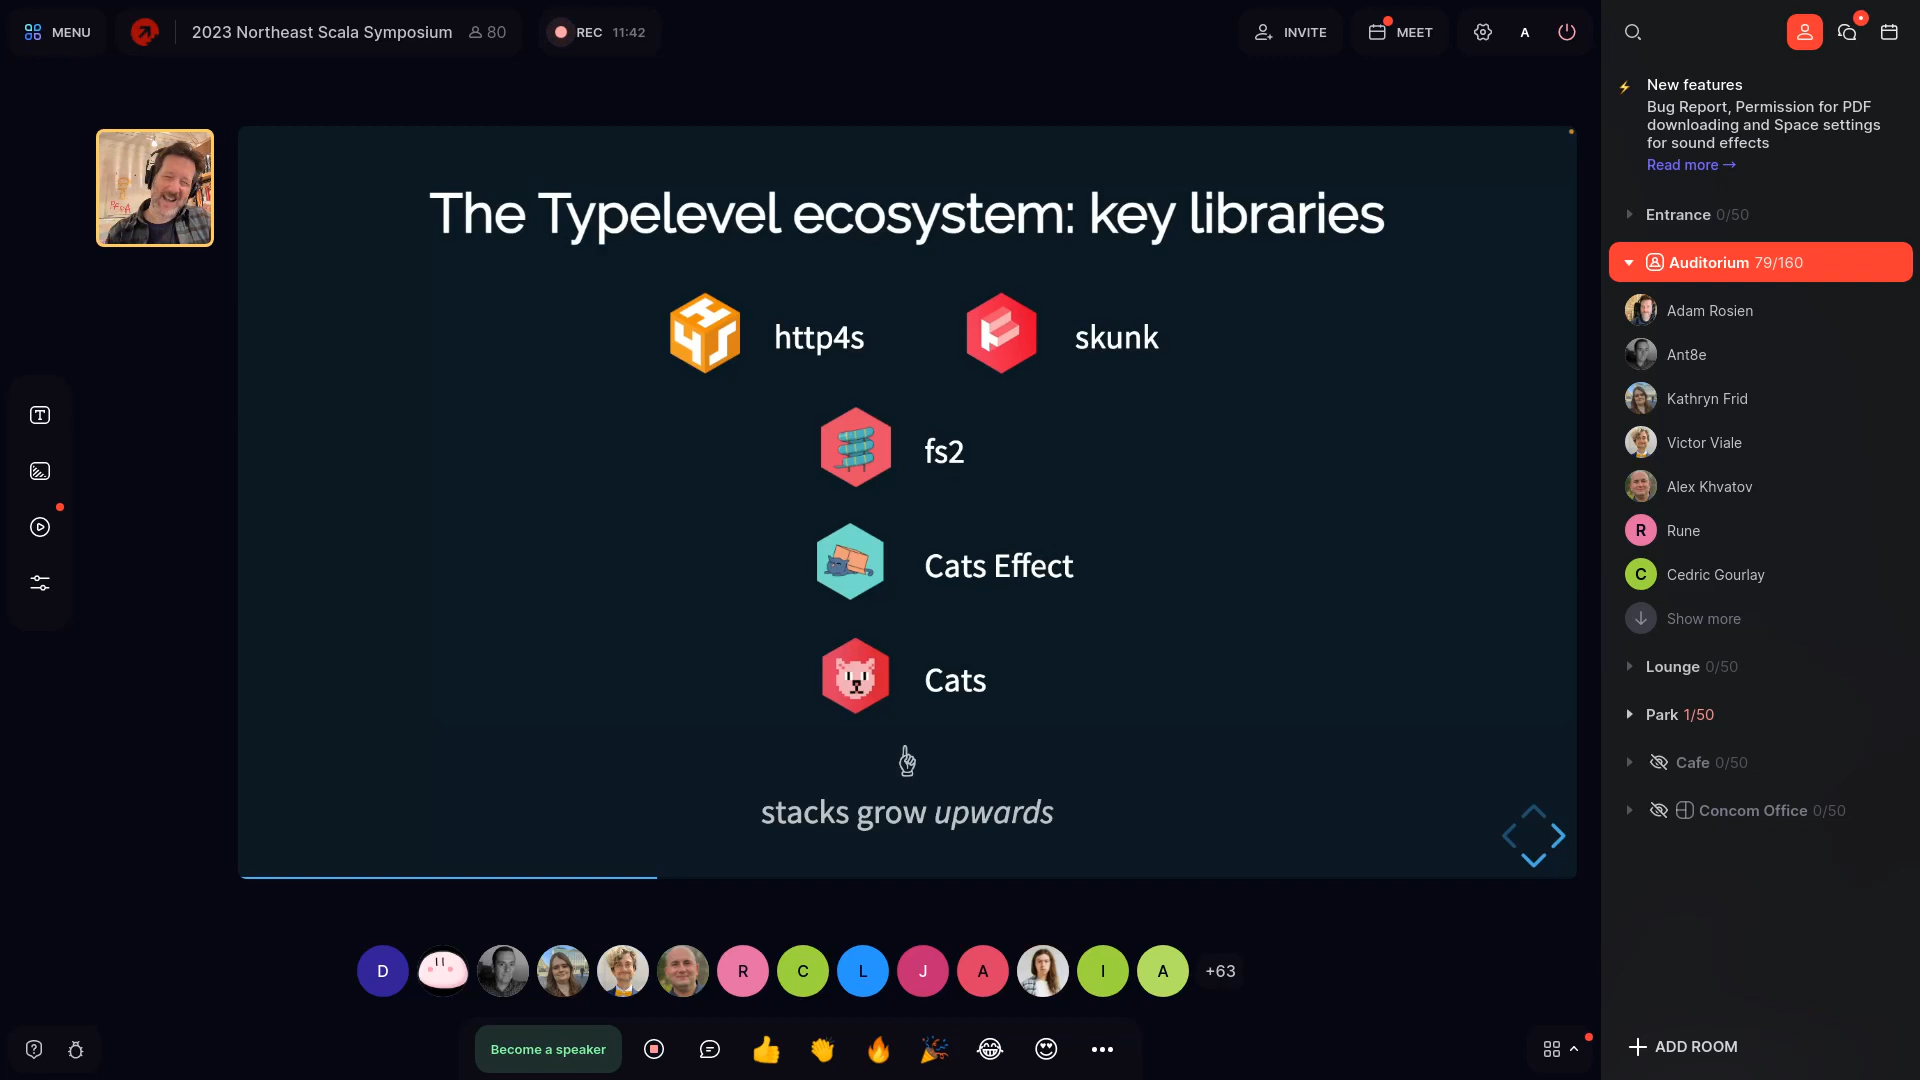 MENU
2023 Northeast Scala Symposium
80
REC 11:42
INVITE
MEET
A
New features
Bug Report, Permission for PDF
downloading and Space settings
for sound effects
Read more →
Entrance 0/50
Auditorium 79/160
Adam Rosien
Ant8e
Kathryn Frid
Victor Viale
Alex Khvatov
R
Rune
C
Cedric Gourlay
Show more
Lounge 0/50
Park 1/50
Cafe 0/50
Concom Office 0/50
ADD ROOM
The Typelevel ecosystem: key libraries
H4S
http4s
skunk
fs2
Cats Effect
Cats
stacks grow upwards
T
D
R
C
L
J
A
I
A
+63
Become a speaker